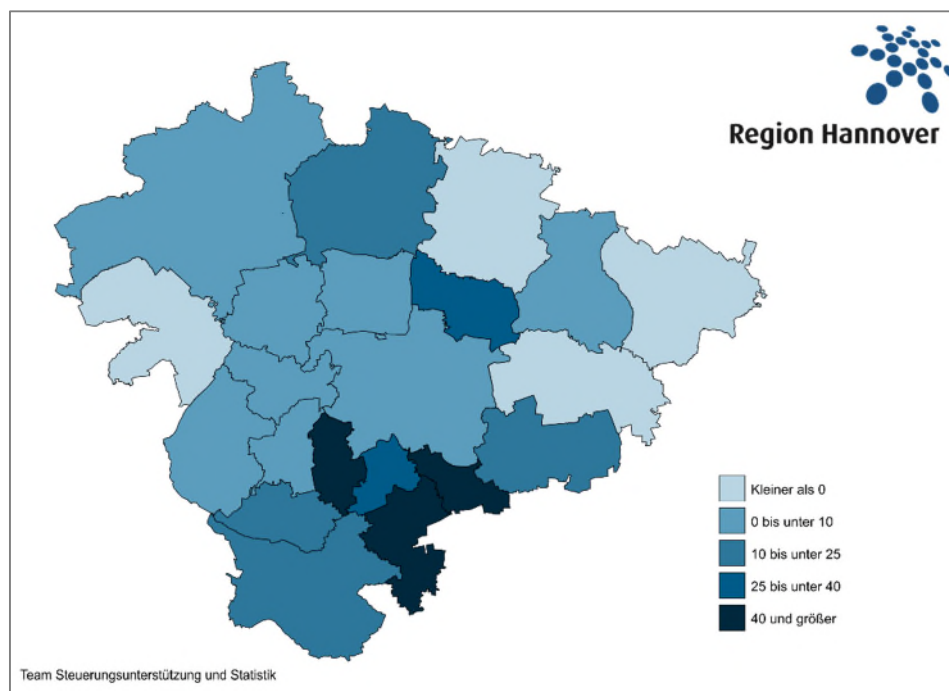 Region Hannover
Kleiner als 0
0 bis unter 10
10 bis unter 25
25 bis unter 40
40 und größer
Team Steuerungsunterstützung und Statistik